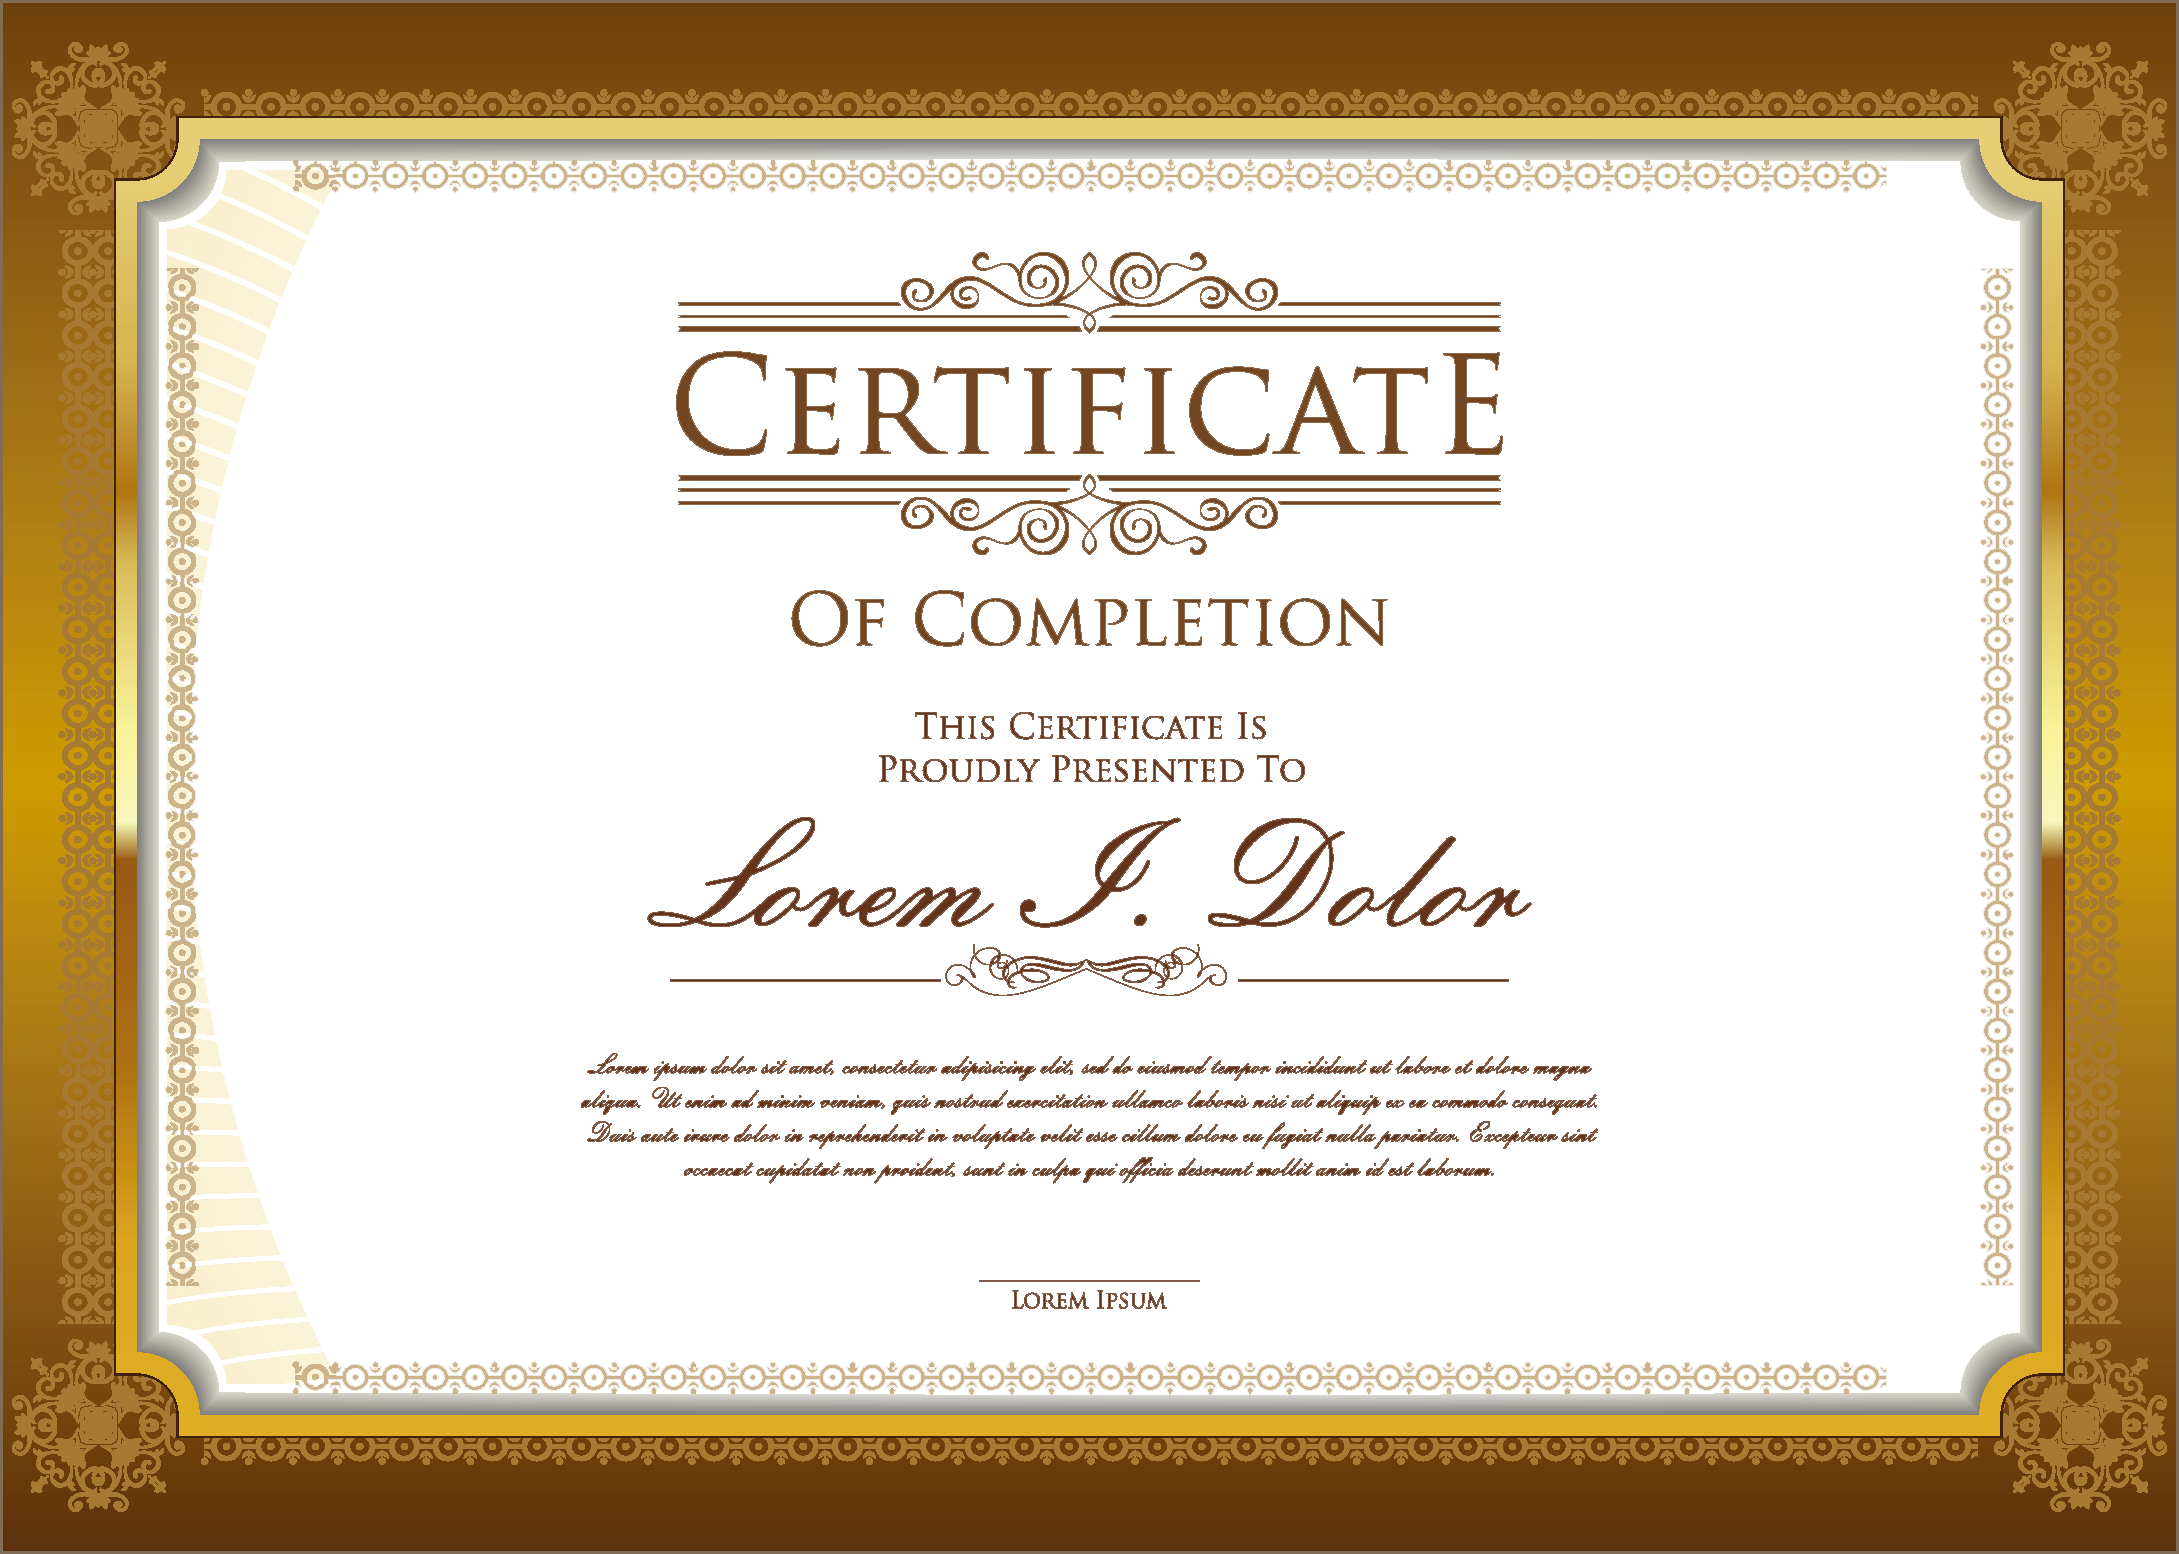 CERTIFICATE
OF COMPLETION
THIS CERTIFICATE IS
PROUDLY PRESENTED TO
Lorem I. Dolor
Lorem ipsum dolor sit amet, consectetur adipisicing elit, sed do eiusmod tempor incididunt ut labore et dolore magna
aliqua. Ut enim ad minim veniam, quis nostrud exercitation ullamco laboris nisi ut aliquip ex ea commodo consequat.
Duis aute irure dolor in reprehenderit in voluptate velit esse cillum dolore eu fugiat nulla pariatur. Excepteur sint
occaecat cupidatat non proident, sunt in culpa qui officia deserunt mollit anim id est laborum.
LOREM IPSUM